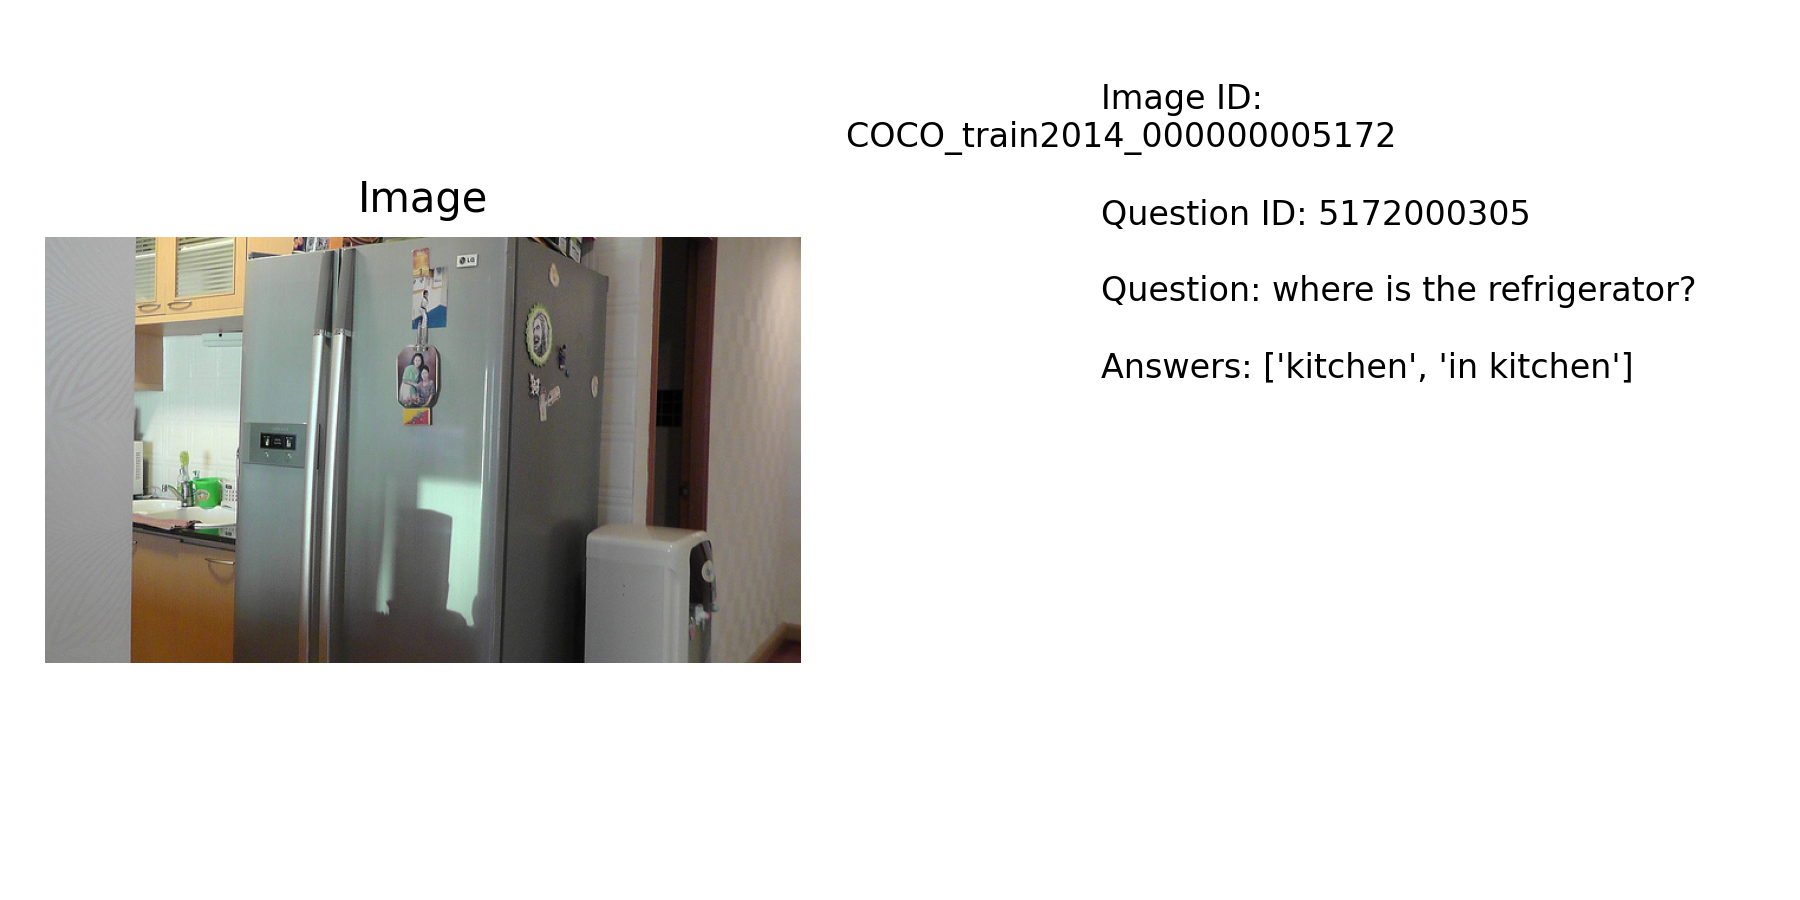 Image
LG
Image ID:
COCO_train2014_000000005172
Question ID: 5172000305
Question: where is the refrigerator?
Answers: ['kitchen', 'in kitchen']